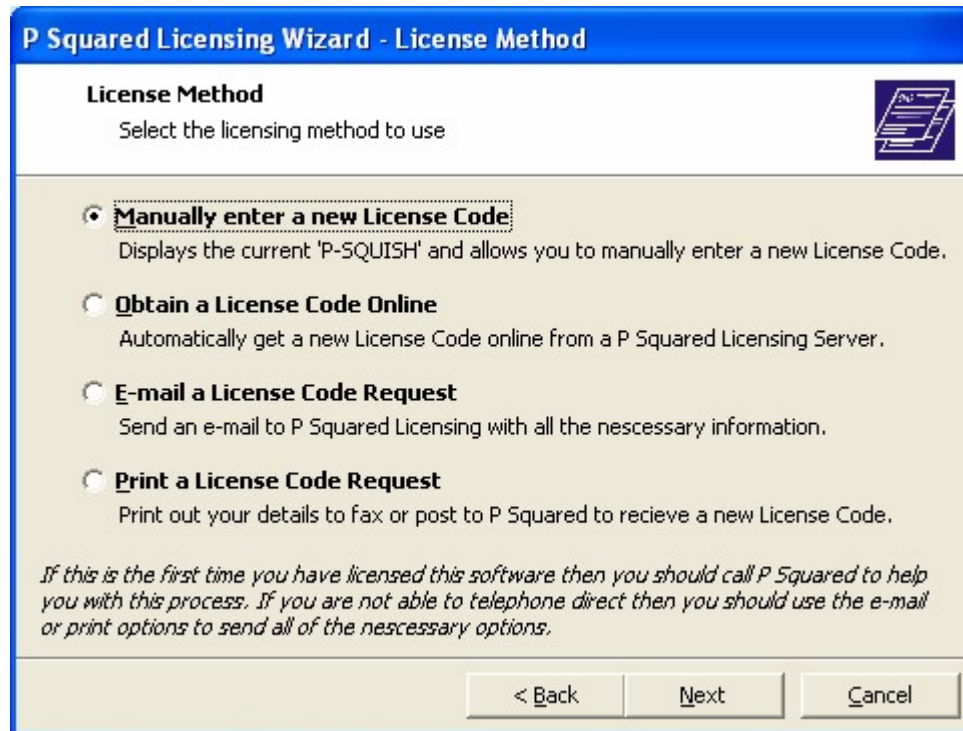 P Squared Licensing Wizard - License Method
License Method
Select the licensing method to use
Manually enter a new License Code
Displays the current 'P-SQUISH' and allows you to manually enter a new License Code.
Obtain a License Code Online
Automatically get a new License Code online from a P Squared Licensing Server.
E-mail a License Code Request
Send an e-mail to P Squared Licensing with all the nescessary information.
Print a License Code Request
Print out your details to fax or post to P Squared to recieve a new License Code.
If this is the first time you have licensed this software then you should call P Squared to help
you with this process. If you are not able to telephone direct then you should use the e-mail
or print options to send all of the nescessary options.
< Back Next Cancel